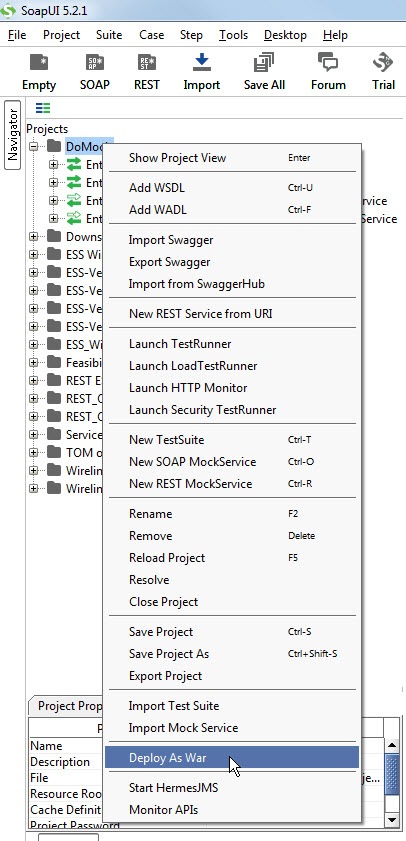 SoapUI 5.2.1
File Project Suite Case Step Tools Desktop Help
Empty SOAP REST Import Save All Forum Trial
Navigator
Projects
DoMoc
Show Project View Enter
Add WSDL Ctrl-U
Add WADL Ctrl-F
Import Swagger
Export Swagger
Import from SwaggerHub
New REST Service from URI
Launch TestRunner
Launch LoadTestRunner
Launch HTTP Monitor
Launch Security TestRunner
New TestSuite Ctrl-T
New SOAP MockService Ctrl-O
New REST MockService Ctrl-R
Rename F2
Remove Delete
Reload Project F5
Resolve
Close Project
Save Project Ctrl-S
Save Project As Ctrl+Shift-S
Export Project
Import Test Suite
Import Mock Service
Deploy As War
Start HermesJMS
Monitor APIs
Ent
Ent
Ent rvice
Ent Service
Downs
ESS Wi
ESS-Ve
ESS-Ve
ESS-Ve
ESS-Ve
ESS_Wi
Feasibi
REST E
REST_C
REST_C
Service
TOM o
Wirelin
Wirelin
Project Prop
Name
Description
File je...
Resource Roo
Cache Definit
Project Password